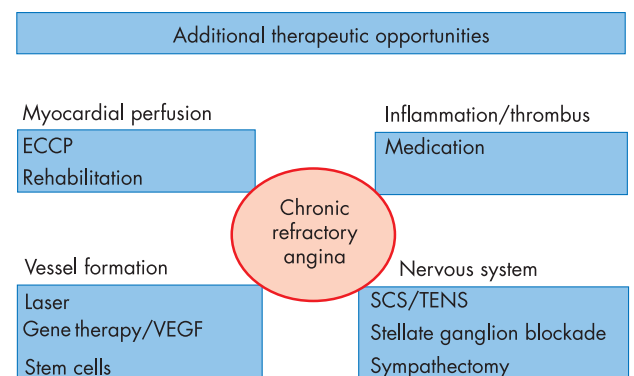 Additional therapeutic opportunities
Myocardial perfusion
ECCP
Rehabilitation
Inflammation/thrombus
Medication
Chronic
refractory
angina
Vessel formation
Laser
Gene therapy/VEGF
Stem cells
Nervous system
SCS/TENS
Stellate ganglion blockade
Sympathectomy